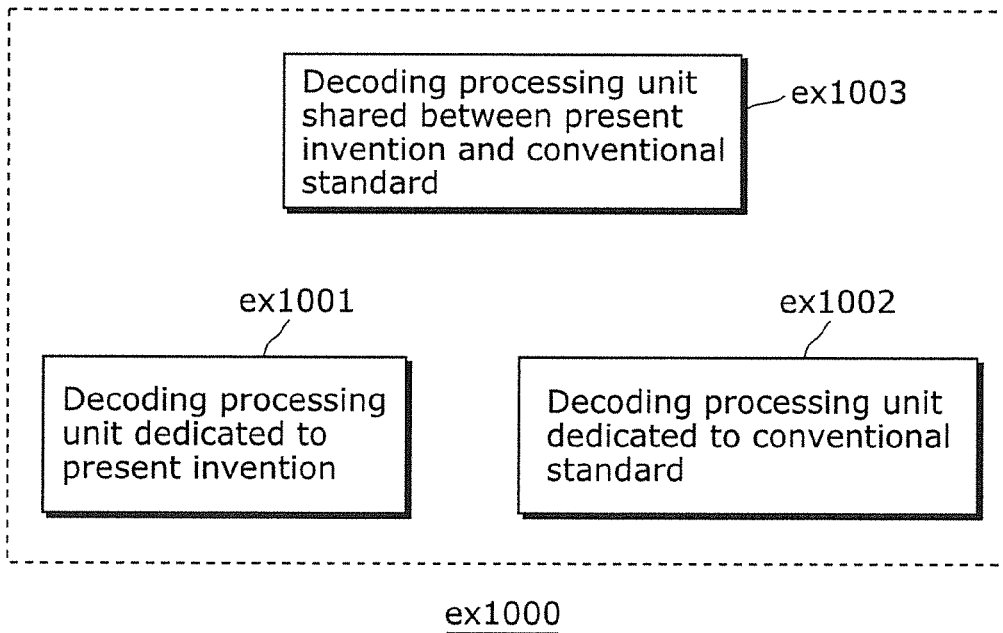 Decoding processing unit
shared between present
invention and conventional
standard
ex1003
ex1001
Decoding processing
unit dedicated to
present invention
ex1002
Decoding processing unit
dedicated to conventional
standard
ex1000